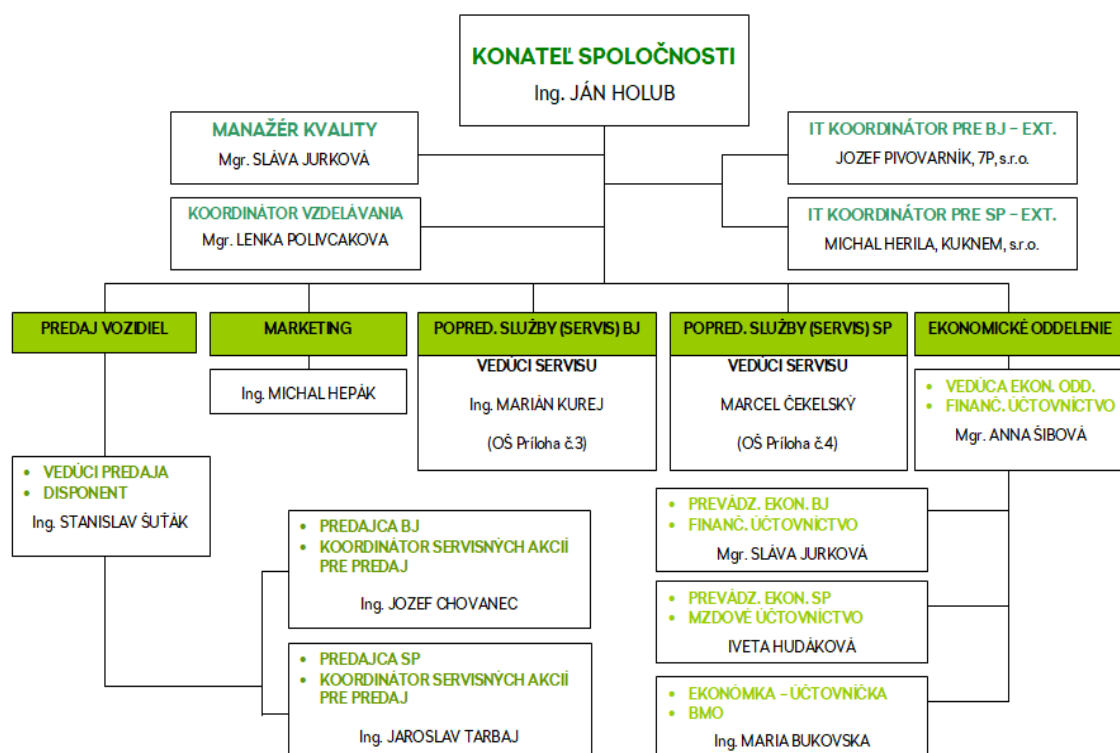 KONATEĽ SPOLOČNOSTI
Ing. JÁN HOLUB
MANAŽÉR KVALITY
Mgr. SLÁVA JURKOVÁ
IT KOORDINÁTOR PRE BJ – EXT.
JOZEF PIVOVARNÍK, 7P, s.r.o.
KOORDINÁTOR VZDELÁVANIA
Mgr. LENKA POLIVCAKOVA
IT KOORDINÁTOR PRE SP – EXT.
MICHAL HERILA, KUKNEM, s.r.o.
PREDAJ VOZIDIEL
MARKETING
POPRED. SLUŽBY (SERVIS) BJ
POPRED. SLUŽBY (SERVIS) SP
EKONOMICKÉ ODDELENIE
Ing. MICHAL HEPÁK
VEDÚCI SERVISU
Ing. MARIÁN KUREJ
(OŠ Príloha č.3)
VEDÚCI SERVISU
MARCEL ČEKELSKÝ
(OŠ Príloha č.4)
• VEDÚCA EKON. ODD.
• FINANČ. ÚČTOVNÍCTVO
Mgr. ANNA ŠIBOVÁ
• VEDÚCI PREDAJA
• DISPONENT
Ing. STANISLAV ŠUŤÁK
• PREDAJCA BJ
• KOORDINÁTOR SERVISNÝCH AKCIÍ
PRE PREDAJ
Ing. JOZEF CHOVANEC
• PREVÁDZ. EKON. BJ
• FINANČ. ÚČTOVNÍCTVO
Mgr. SLÁVA JURKOVÁ
• PREVÁDZ. EKON. SP
• MZDOVÉ ÚČTOVNÍCTVO
IVETA HUDÁKOVÁ
• PREDAJCA SP
• KOORDINÁTOR SERVISNÝCH AKCIÍ
PRE PREDAJ
Ing. JAROSLAV TARBAJ
• EKONÓMKA – ÚČTOVNÍČKA
• BMO
Ing. MARIA BUKOVSKA